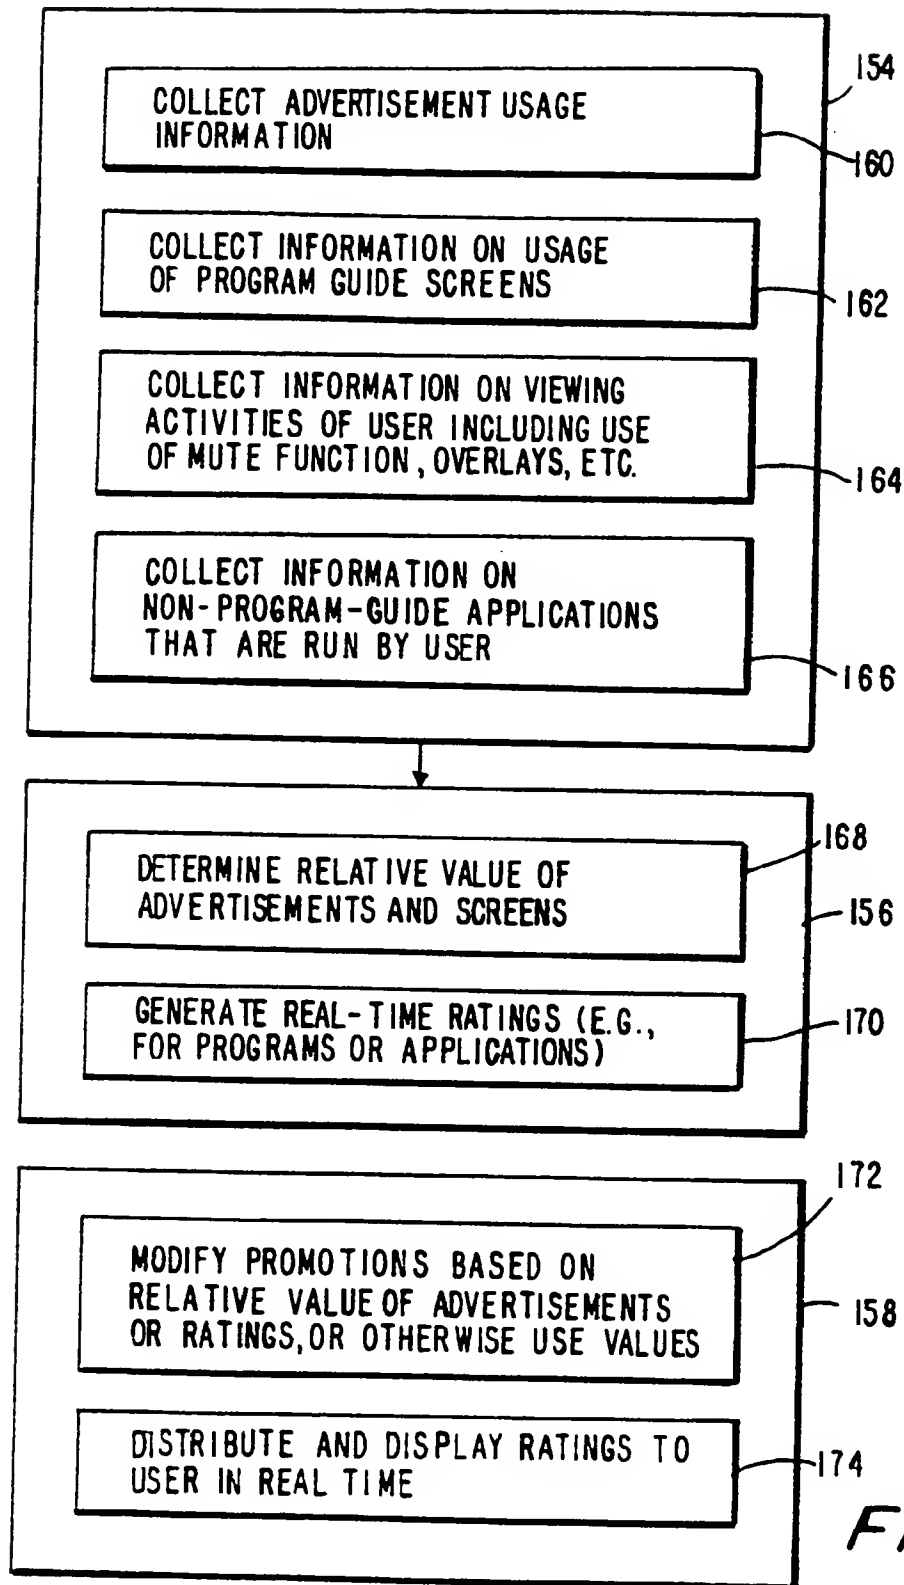 154
COLLECT ADVERTISEMENT USAGE
INFORMATION
160
COLLECT INFORMATION ON USAGE
OF PROGRAM GUIDE SCREENS
162
COLLECT INFORMATION ON VIEWING
ACTIVITIES OF USER INCLUDING USE
OF MUTE FUNCTION, OVERLAYS, ETC.
164
COLLECT INFORMATION ON
NON-PROGRAM-GUIDE APPLICATIONS
THAT ARE RUN BY USER
166
168
DETERMINE RELATIVE VALUE OF
ADVERTISEMENTS AND SCREENS
156
GENERATE REAL-TIME RATINGS (E.G.,
FOR PROGRAMS OR APPLICATIONS)
170
172
MODIFY PROMOTIONS BASED ON
RELATIVE VALUE OF ADVERTISEMENTS
OR RATINGS, OR OTHERWISE USE VALUES
158
DISTRIBUTE AND DISPLAY RATINGS TO
USER IN REAL TIME
174